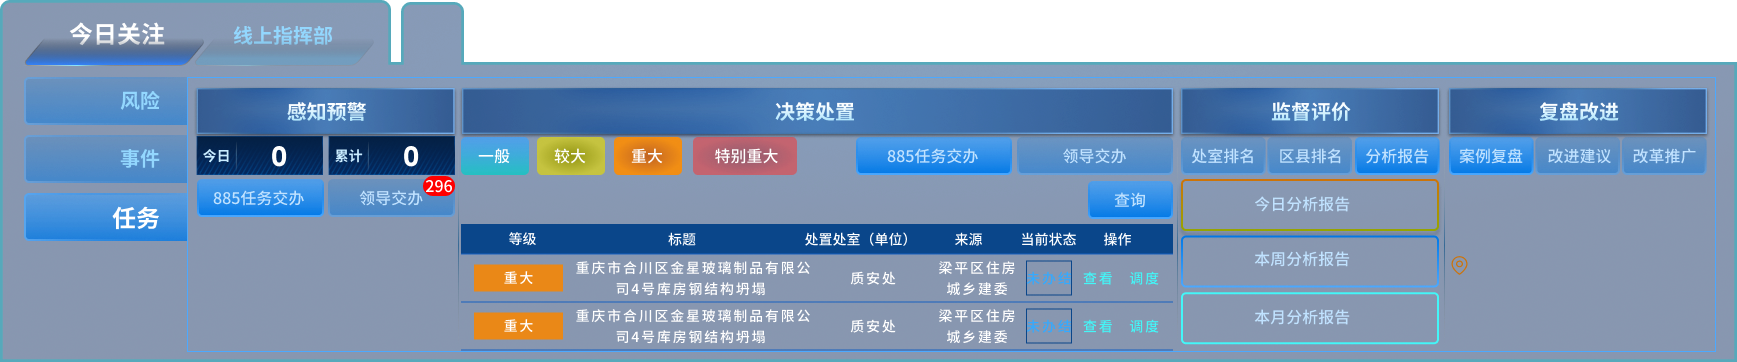 今日关注
线上指挥部
风险
事件
任务
感知预警
今日 0
累计 0
885任务交办
领导交办
296
决策处置
一般
较大
重大
特别重大
885任务交办
领导交办
查询
等级 标题 处置处室（单位） 来源 当前状态 操作
重大
重庆市合川区金星玻璃制品有限公
司4号库房钢结构坍塌
质安处
梁平区住房
城乡建委
查看 调度
重大
重庆市合川区金星玻璃制品有限公
司4号库房钢结构坍塌
质安处
梁平区住房
城乡建委
查看 调度
监督评价
处室排名
区县排名
分析报告
今日分析报告
本周分析报告
本月分析报告
复盘改进
案例复盘
改进建议
改革推广